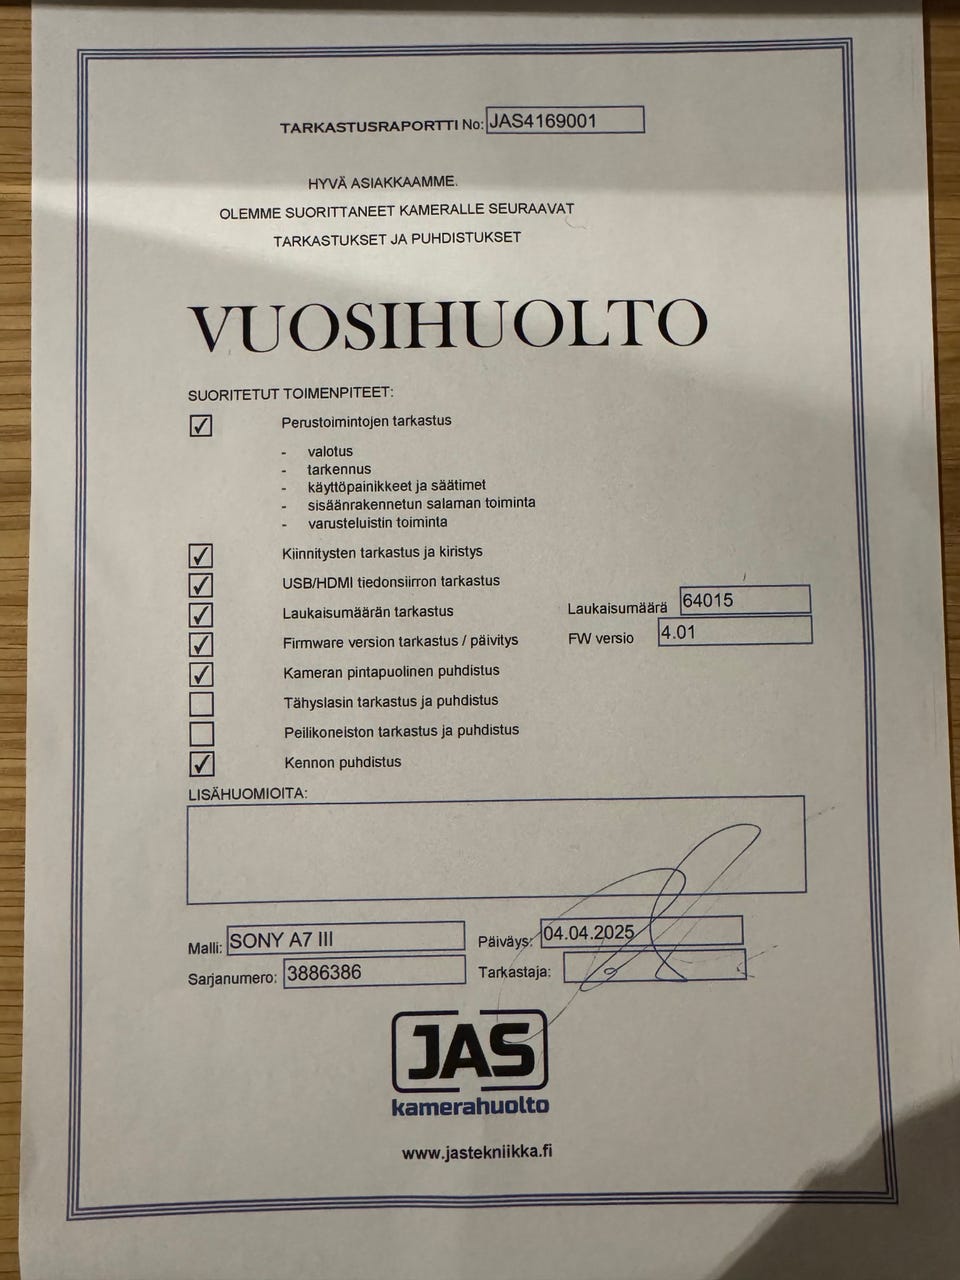 TARKASTUSRAPORTTI No: JAS4169001
HYVÄ ASIAKKAAMME.
OLEMME SUORITTANEET KAMERALLE SEURAAVAT
TARKASTUKSET JA PUHDISTUKSET
VUOSIHUOLTO
SUORITETUT TOIMENPITEET:
Perustoimintojen tarkastus
- valotus
- tarkennus
- käyttöpainikkeet ja säätimet
- sisäänrakennetun salaman toiminta
- varusteluistin toiminta
Kiinnitysten tarkastus ja kiristys
USB/HDMI tiedonsiirron tarkastus
Laukaisumäärän tarkastus Laukaisumäärä 64015
Firmware version tarkastus / päivitys FW versio 4.01
Kameran pintapuolinen puhdistus
Tähyslasin tarkastus ja puhdistus
Peilikoneiston tarkastus ja puhdistus
Kennon puhdistus
LISÄHUOMIOITA:
Malli: SONY A7 III Päiväys: 04.04.2025
Sarjanumero: 3886386 Tarkastaja:
JAS
kamerahuolto
www.jastekniikka.fi